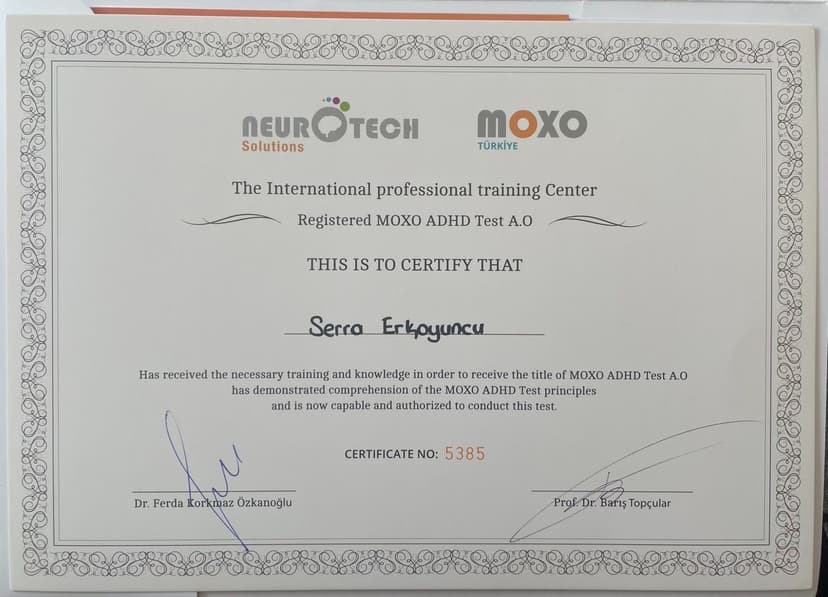 NEUROTECH
Solutions
MOXO
TÜRKİYE
The International professional training Center
Registered MOXO ADHD Test A.O
THIS IS TO CERTIFY THAT
Serra Erkoyuncu
Has received the necessary training and knowledge in order to receive the title of MOXO ADHD Test A.O
has demonstrated comprehension of the MOXO ADHD Test principles
and is now capable and authorized to conduct this test.
CERTIFICATE NO: 5385
Dr. Ferda Korkmaz Özkanoğlu
Prof. Dr. Barış Topçular